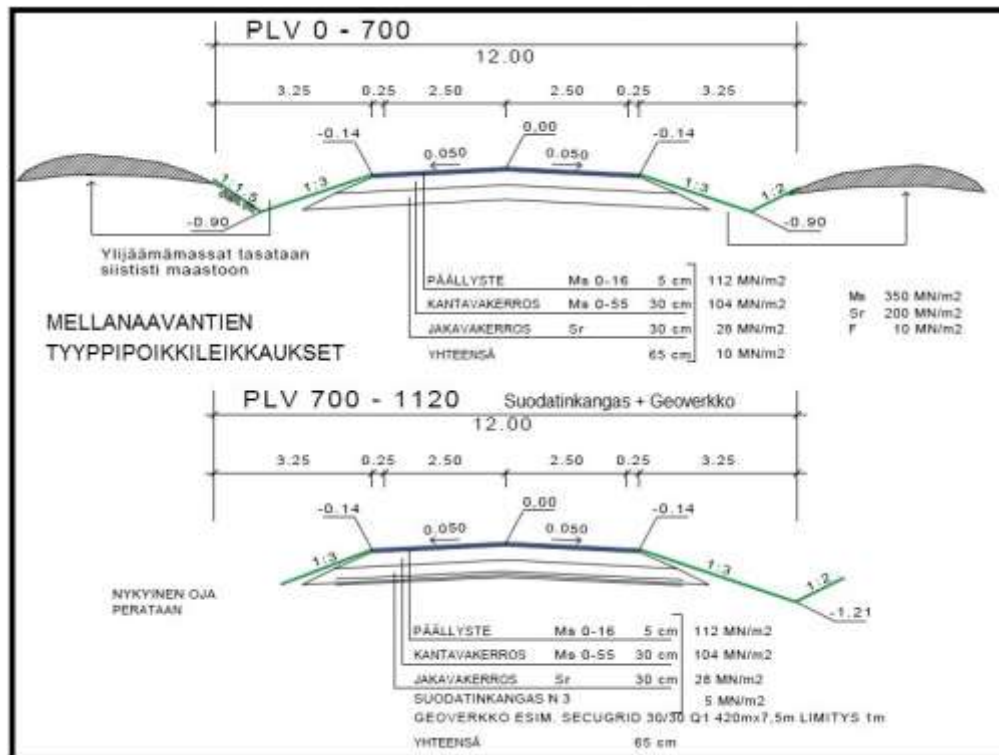 PLV 0 - 700
12.00
3.25 0.25 2.50 2.50 0.25 3.25
-0.14 0,00 -0.14
0.050 0.050
1:1.5 1:3 1:3 1:2
-0.90 -0.90
Ylijäämämassat tasataan
siististi maastoon
PÄÄLLYSTE Ms 0-16 5 cm 112 MN/m2
KANTAVAKERROS Ms 0-55 30 cm 104 MN/m2
JAKAVAKERROS Sr 30 cm 28 MN/m2
YHTEENSÄ 65 cm 10 MN/m2
Ms 350 MN/m2
Sr 200 MN/m2
F 10 MN/m2
MELLANAAVANTIEN
TYYPPIPOIKKILEIKKAUKSET
PLV 700 - 1120 Suodatinkangas + Geoverkko
12.00
3.25 0.25 2.50 2.50 0.25 3.25
-0.14 0,00 -0.14
0.050 0.050
1:3 1:3 1:2
-1.21
NYKYINEN OJA
PERATAAN
PÄÄLLYSTE Ms 0-16 5 cm 112 MN/m2
KANTAVAKERROS Ms 0-55 30 cm 104 MN/m2
JAKAVAKERROS Sr 30 cm 28 MN/m2
SUODATINKANGAS N 3 5 MN/m2
GEOVERKKO ESIM. SECUGRID 30/30 Q1 420mx7,5m LIMITYS 1m
YHTEENSÄ 65 cm